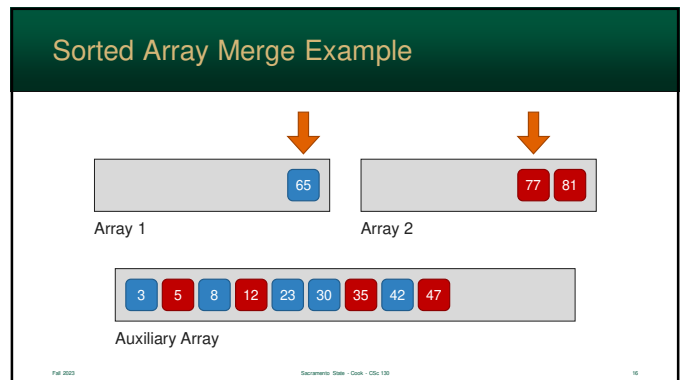 Sorted Array Merge Example
65 77 81
Array 1 Array 2
3 5 8 12 23 30 35 42 47
Auxiliary Array
Fall 2023 Sacramento State - Cook - CSc 130 16